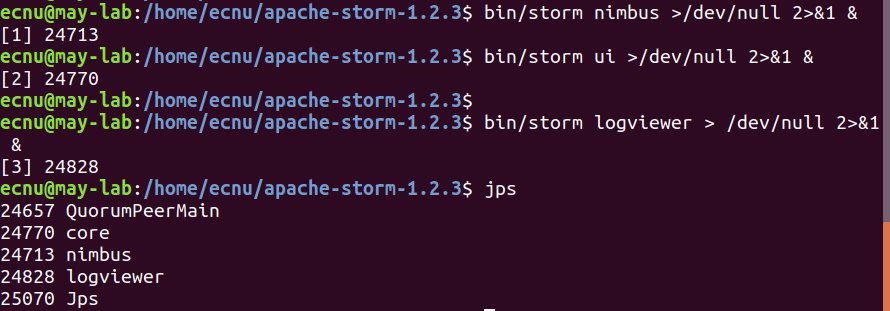 ecnu@may-lab:/home/ecnu/apache-storm-1.2.3$ bin/storm nimbus >/dev/null 2>&1 &
[1] 24713
ecnu@may-lab:/home/ecnu/apache-storm-1.2.3$ bin/storm ui >/dev/null 2>&1 &
[2] 24770
ecnu@may-lab:/home/ecnu/apache-storm-1.2.3$
ecnu@may-lab:/home/ecnu/apache-storm-1.2.3$ bin/storm logviewer > /dev/null 2>&1
 &
[3] 24828
ecnu@may-lab:/home/ecnu/apache-storm-1.2.3$ jps
24657 QuorumPeerMain
24770 core
24713 nimbus
24828 logviewer
25070 Jps